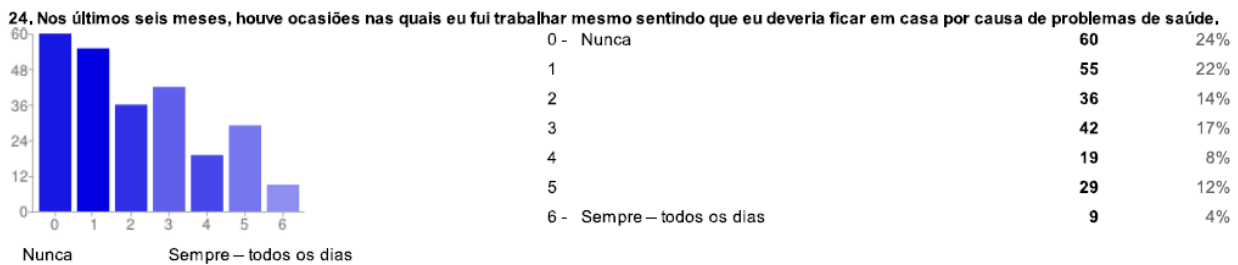 24. Nos últimos seis meses, houve ocasiões nas quais eu fui trabalhar mesmo sentindo que eu deveria ficar em casa por causa de problemas de saúde.
60
48
36
24
12
0
0 1 2 3 4 5 6
Nunca Sempre – todos os dias
0 - Nunca 60 24%
1 55 22%
2 36 14%
3 42 17%
4 19 8%
5 29 12%
6 - Sempre – todos os dias 9 4%